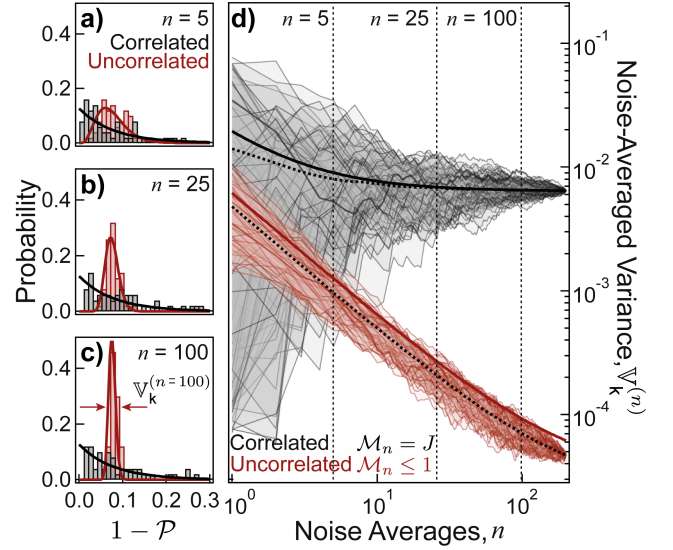 a)
n = 5
Correlated
Uncorrelated
0.4
0.2
0.0
b)
n = 25
0.4
0.2
0.0
Probability
c)
n = 100
𝕍ₖ⁽ⁿ⁼¹⁰⁰⁾
0.4
0.2
0.0
0.0 0.1 0.2 0.3
1 − 𝒫
d)
n = 5
n = 25
n = 100
10⁻¹
10⁻²
10⁻³
10⁻⁴
Noise-Averaged Variance, 𝕍ₖ⁽ⁿ⁾
Correlated ℳₙ = J
Uncorrelated ℳₙ ≤ 1
10⁰ 10¹ 10²
Noise Averages, n